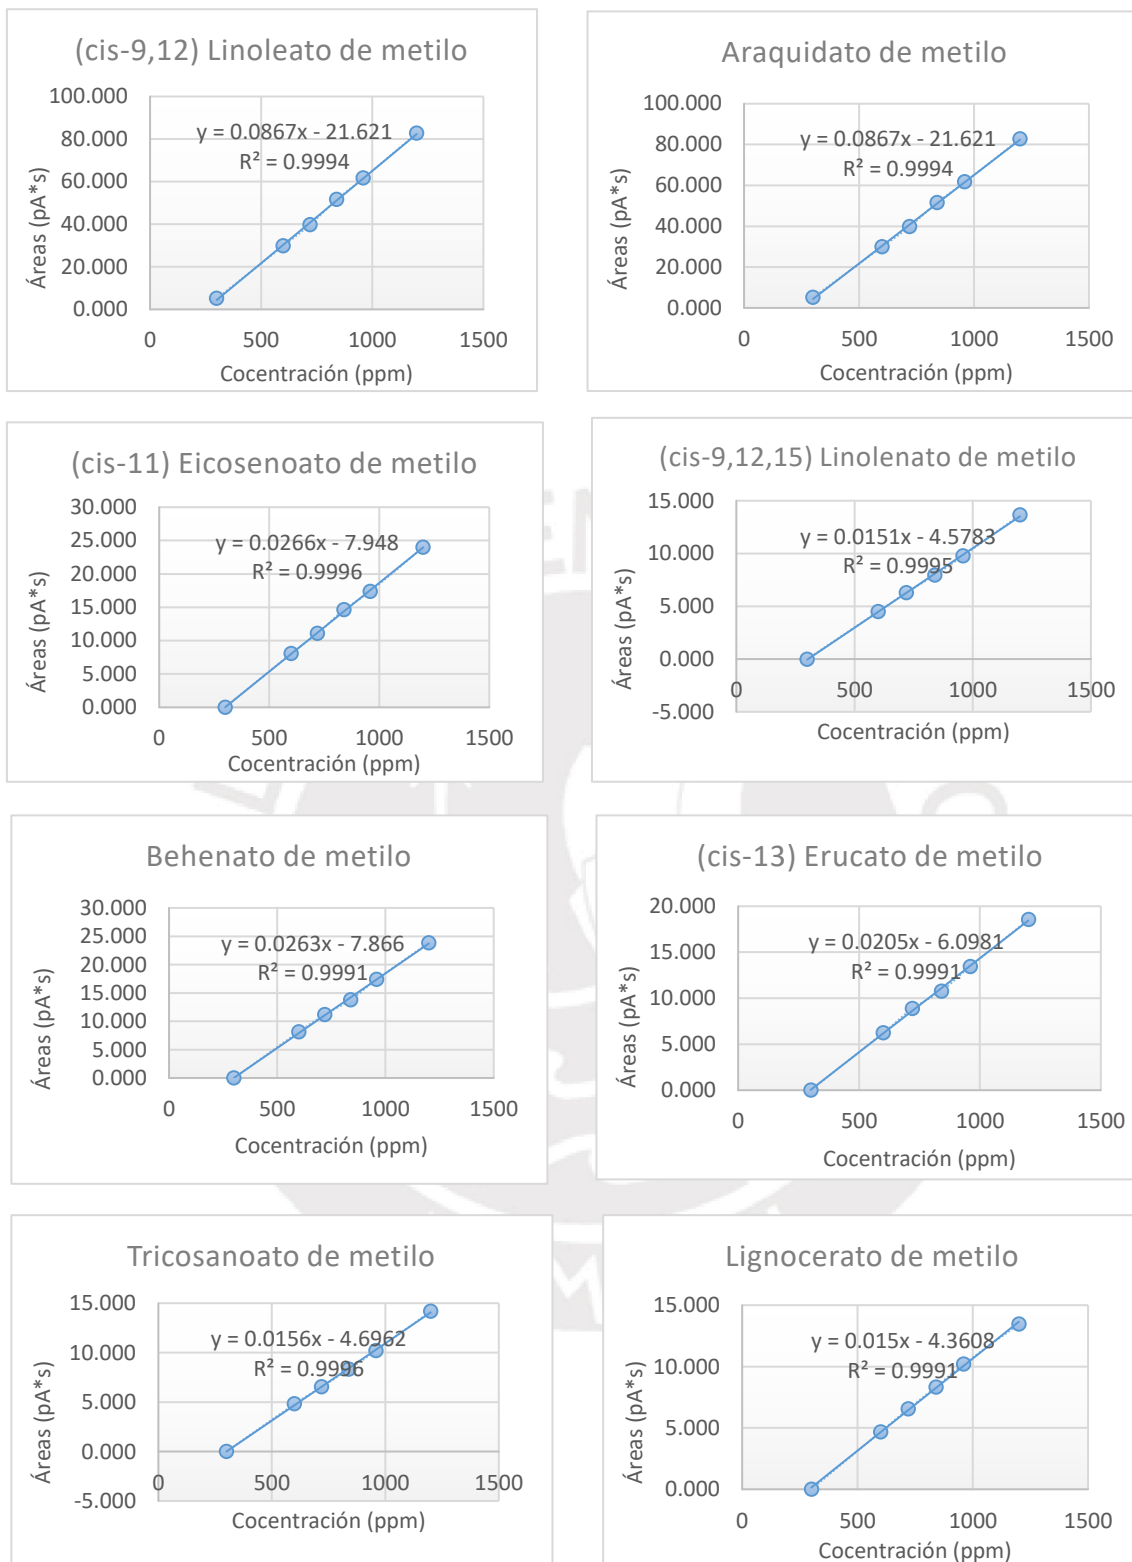 (cis-9,12) Linoleato de metilo
100.000
80.000
60.000
40.000
20.000
0.000
y = 0.0867x - 21.621
R² = 0.9994
0 500 1000 1500
Áreas (pA*s)
Cocentración (ppm)
Araquidato de metilo
100.000
80.000
60.000
40.000
20.000
0.000
y = 0.0867x - 21.621
R² = 0.9994
0 500 1000 1500
Áreas (pA*s)
Cocentración (ppm)
(cis-11) Eicosenoato de metilo
30.000
25.000
20.000
15.000
10.000
5.000
0.000
y = 0.0266x - 7.948
R² = 0.9996
0 500 1000 1500
Áreas (pA*s)
Cocentración (ppm)
(cis-9,12,15) Linolenato de metilo
15.000
10.000
5.000
0.000
-5.000
y = 0.0151x - 4.5783
R² = 0.9995
0 500 1000 1500
Áreas (pA*s)
Cocentración (ppm)
Behenato de metilo
30.000
25.000
20.000
15.000
10.000
5.000
0.000
y = 0.0263x - 7.866
R² = 0.9991
0 500 1000 1500
Áreas (pA*s)
Cocentración (ppm)
(cis-13) Erucato de metilo
20.000
15.000
10.000
5.000
0.000
y = 0.0205x - 6.0981
R² = 0.9991
0 500 1000 1500
Áreas (pA*s)
Cocentración (ppm)
Tricosanoato de metilo
15.000
10.000
5.000
0.000
-5.000
y = 0.0156x - 4.6962
R² = 0.9996
0 500 1000 1500
Áreas (pA*s)
Cocentración (ppm)
Lignocerato de metilo
15.000
10.000
5.000
0.000
y = 0.015x - 4.3608
R² = 0.9991
0 500 1000 1500
Áreas (pA*s)
Cocentración (ppm)